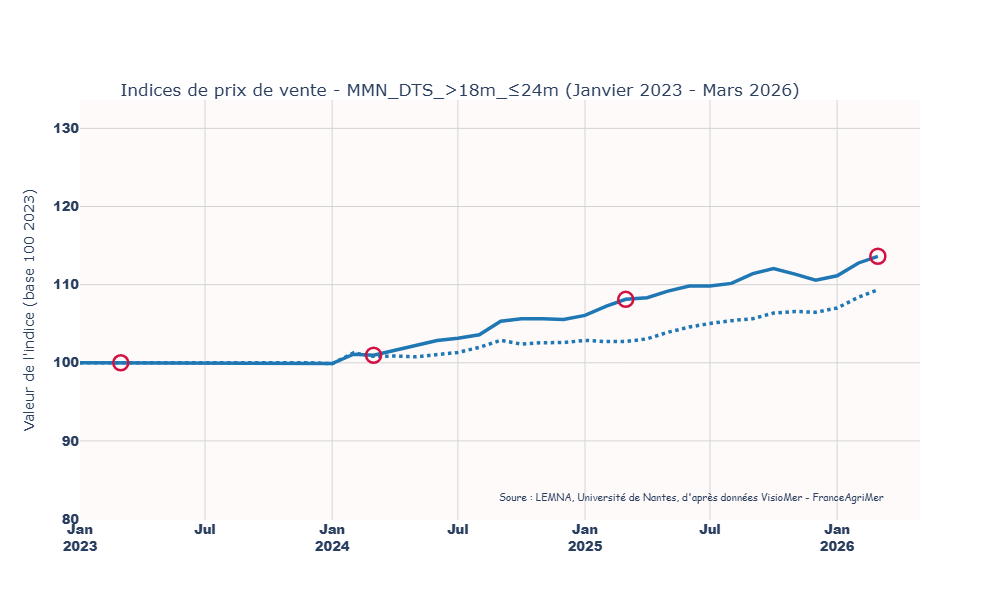 Indices de prix de vente - MMN_DTS_>18m_≤24m (Janvier 2023 - Mars 2026)
Valeur de l'indice (base 100 2023)
130
120
110
100
90
80
Soure : LEMNA, Université de Nantes, d'après données VisioMer - FranceAgriMer
Jan Jul Jan Jul Jan Jul Jan
2023 2024 2025 2026